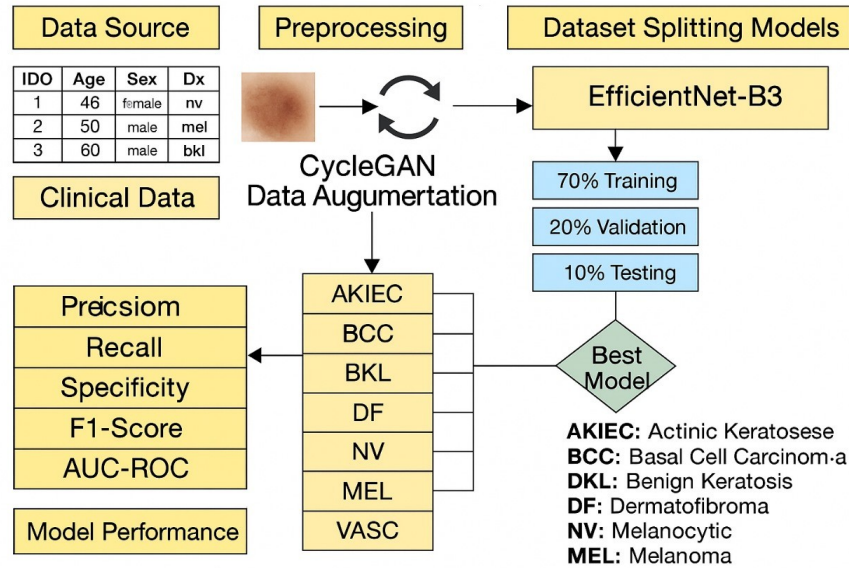 Data Source
Preprocessing
Dataset Splitting Models
IDO Age Sex Dx
1 46 female nv
2 50 male mel
3 60 male bkl
Clinical Data
CycleGAN
Data Augumertation
EfficientNet-B3
70% Training
20% Validation
10% Testing
Best
Model
AKIEC
BCC
BKL
DF
NV
MEL
VASC
Preicsiom
Recall
Specificity
F1-Score
AUC-ROC
Model Performance
AKIEC: Actinic Keratosese
BCC: Basal Cell Carcinom·a
DKL: Benign Keratosis
DF: Dermatofibroma
NV: Melanocytic
MEL: Melanoma